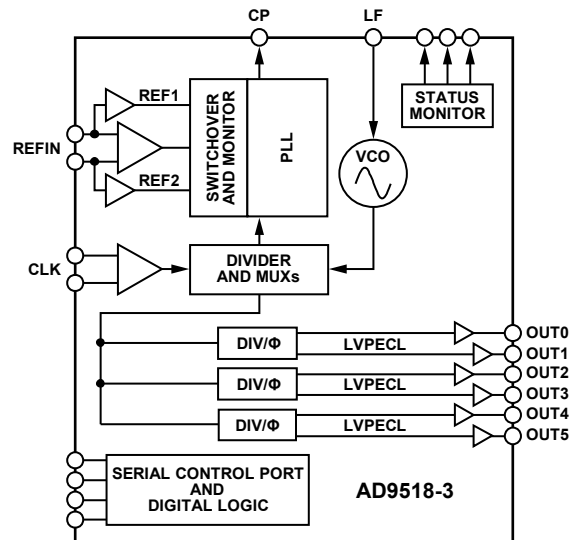 CP
LF
REF1
REFIN
REF2
SWITCHOVER
AND MONITOR
PLL
STATUS
MONITOR
VCO
CLK
DIVIDER
AND MUXs
DIV/Φ
LVPECL
OUT0
OUT1
DIV/Φ
LVPECL
OUT2
OUT3
DIV/Φ
LVPECL
OUT4
OUT5
SERIAL CONTROL PORT
AND
DIGITAL LOGIC
AD9518-3